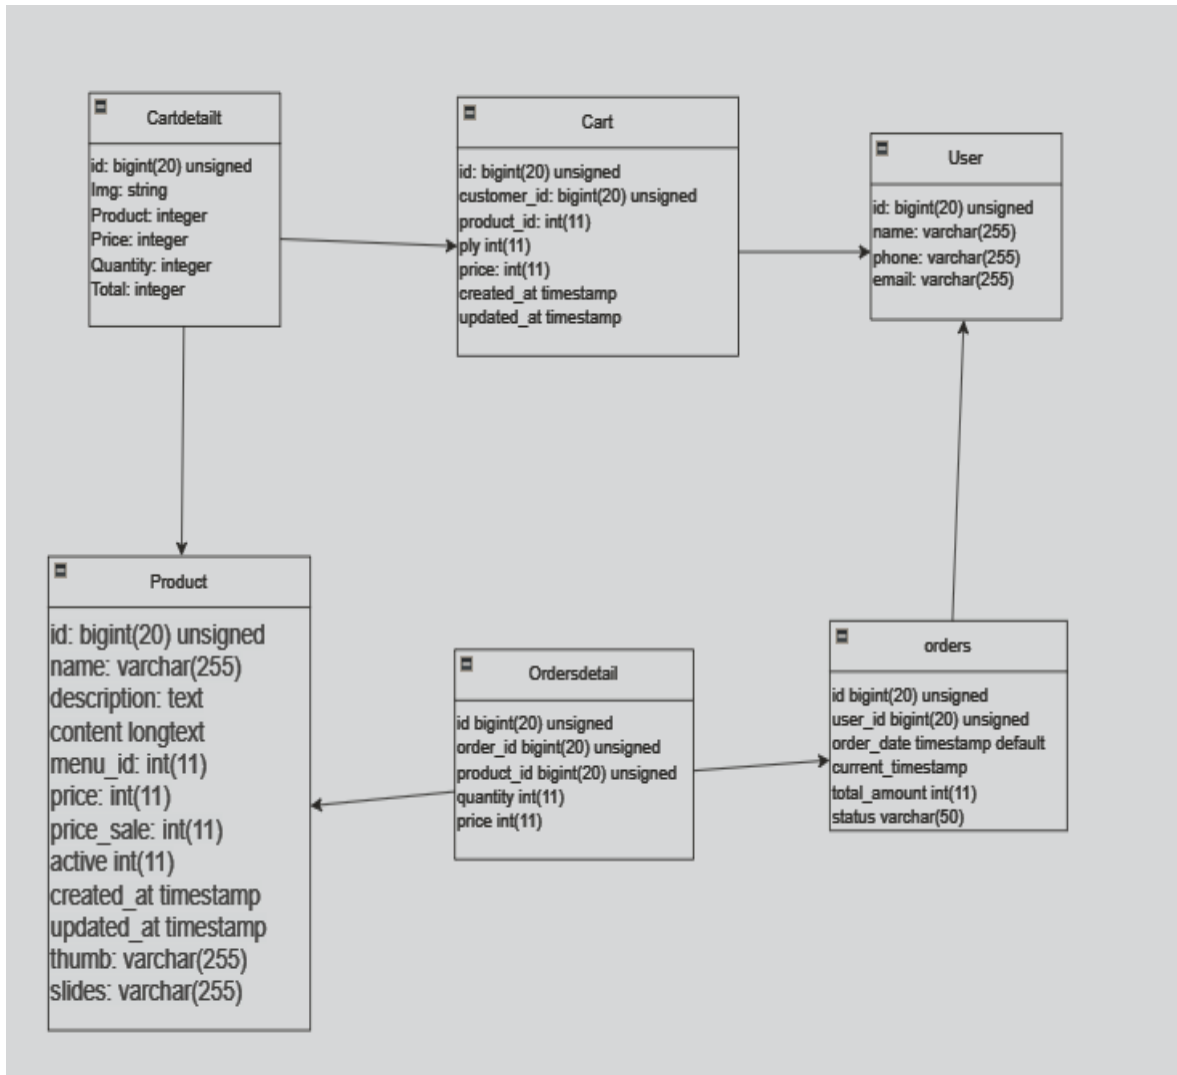 Cartdetailt
id: bigint(20) unsigned
Img: string
Product: integer
Price: integer
Quantity: integer
Total: integer
Cart
id: bigint(20) unsigned
customer_id: bigint(20) unsigned
product_id: int(11)
ply int(11)
price: int(11)
created_at timestamp
updated_at timestamp
User
id: bigint(20) unsigned
name: varchar(255)
phone: varchar(255)
email: varchar(255)
Product
id: bigint(20) unsigned
name: varchar(255)
description: text
content longtext
menu_id: int(11)
price: int(11)
price_sale: int(11)
active int(11)
created_at timestamp
updated_at timestamp
thumb: varchar(255)
slides: varchar(255)
Ordersdetail
id bigint(20) unsigned
order_id bigint(20) unsigned
product_id bigint(20) unsigned
quantity int(11)
price int(11)
orders
id bigint(20) unsigned
user_id bigint(20) unsigned
order_date timestamp default
current_timestamp
total_amount int(11)
status varchar(50)